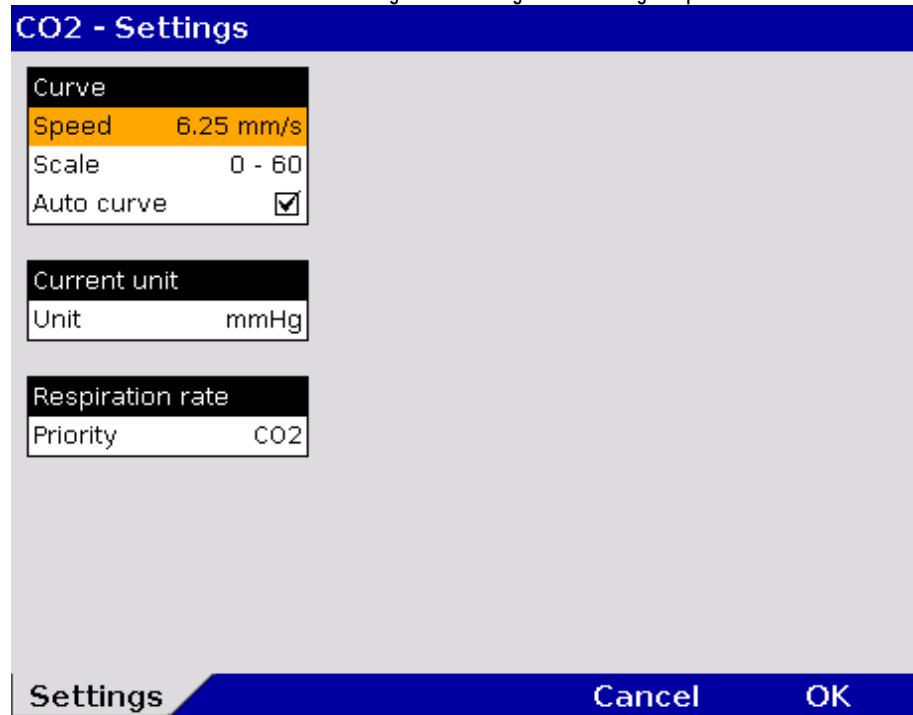 CO2 - Settings
Curve
Speed 6.25 mm/s
Scale 0 - 60
Auto curve
Current unit
Unit mmHg
Respiration rate
Priority CO2
Settings Cancel OK